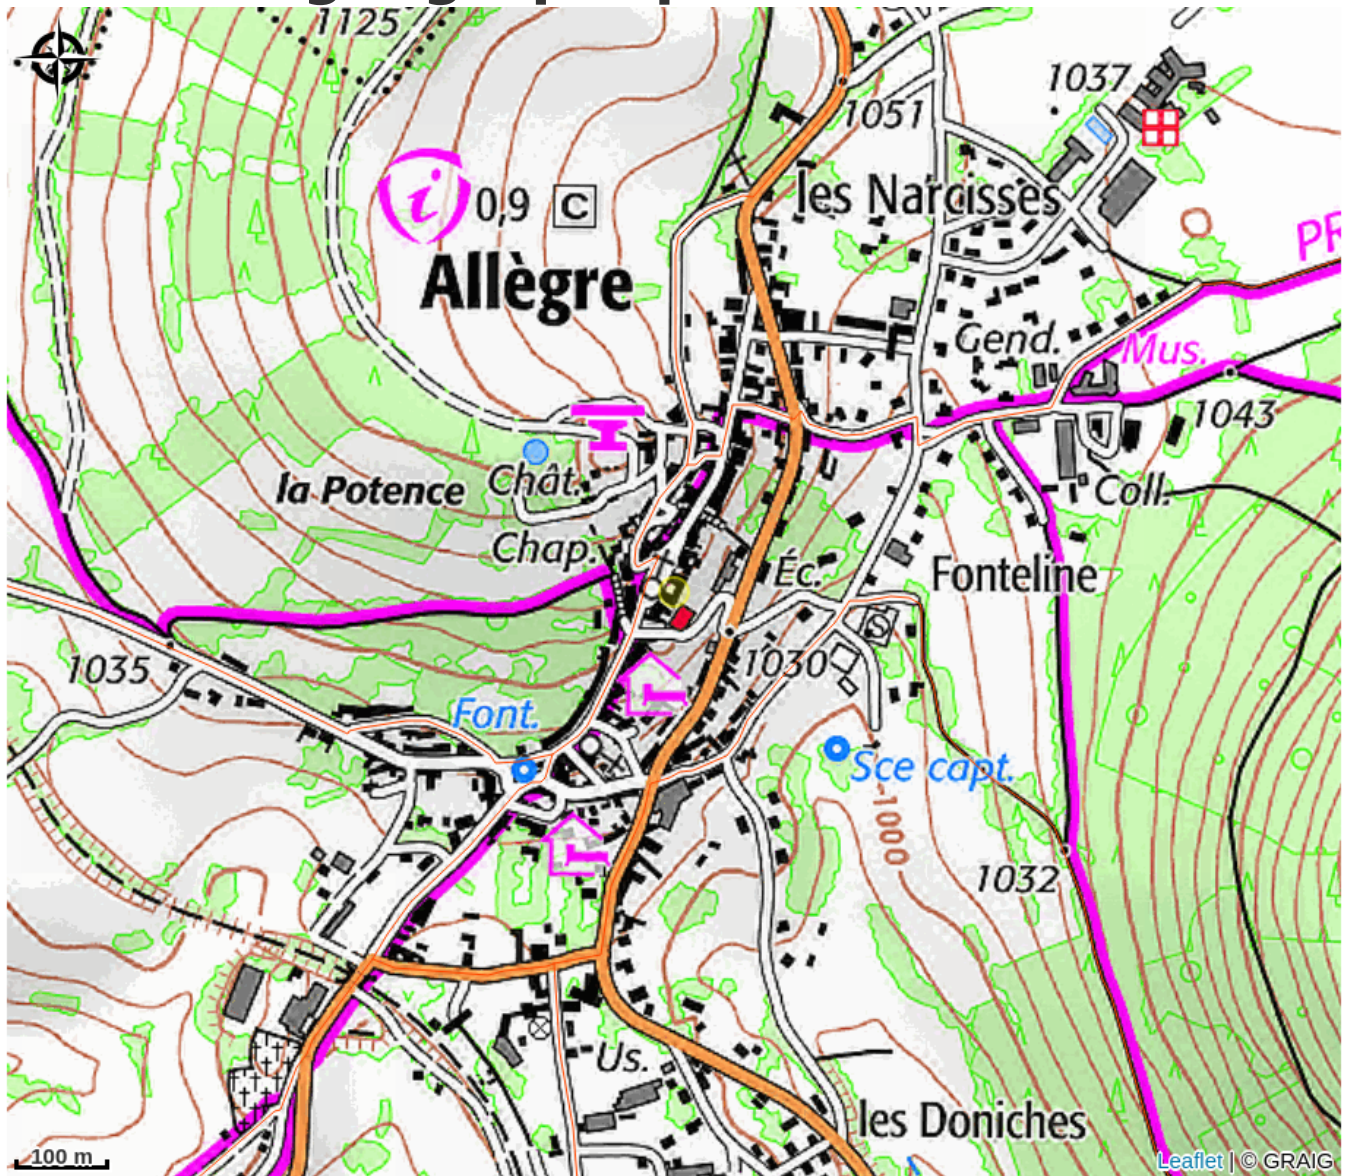 1125
1037
1051
les Narcisses
0,9 C
PR
Allègre
Gend.
Mus.
1043
Chât.
la Potence
Coll.
Chap.
Éc.
Fonteline
1035
1030
Font.
Sce capt.
1000
1032
Us.
les Doniches
100 m
Leaflet | © GRAIG